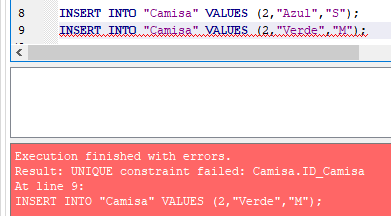 8 INSERT INTO "Camisa" VALUES (2,"Azul","S");
9 INSERT INTO "Camisa" VALUES (2,"Verde","M");
Execution finished with errors.
Result: UNIQUE constraint failed: Camisa.ID_Camisa
At line 9:
INSERT INTO "Camisa" VALUES (2,"Verde","M");